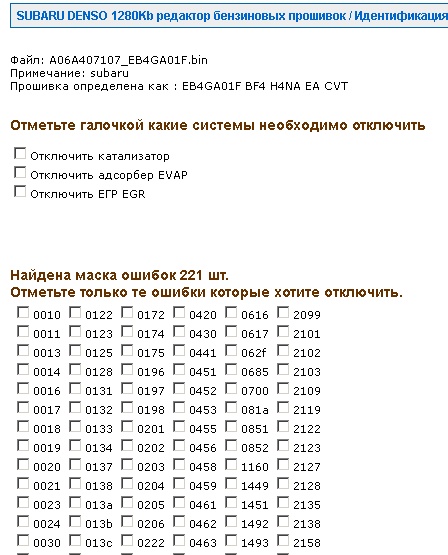 SUBARU DENSO 1280Kb редактор бензиновых прошивок / Идентификация
Файл: A06A407107_EB4GA01F.bin
Примечание: subaru
Прошивка определена как : EB4GA01F BF4 H4NA EA CVT
Отметьте галочкой какие системы необходимо отключить
Отключить катализатор
Отключить адсорбер EVAP
Отключить ЕГР EGR
Найдена маска ошибок 221 шт.
Отметьте только те ошибки которые хотите отключить.
0010 0122 0172 0420 0616 2099
0011 0123 0174 0430 0617 2101
0013 0125 0175 0441 062f 2102
0014 0128 0196 0451 0685 2103
0016 0131 0197 0452 0700 2109
0017 0132 0198 0453 081a 2119
0018 0133 0201 0455 0851 2122
0019 0134 0202 0456 0852 2123
0020 0137 0203 0458 1160 2127
0021 0138 0204 0459 1449 2128
0023 013a 0205 0461 1451 2135
0024 013b 0206 0462 1492 2138
0030 013c 0222 0463 1493 2158